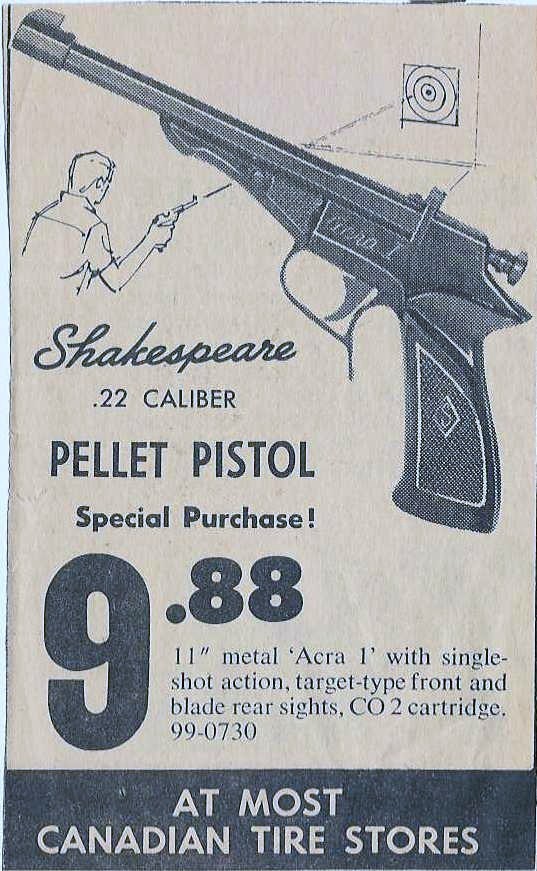 Acra
Shakespeare
.22 CALIBER
PELLET PISTOL
Special Purchase!
9.88
11" metal ‘Acra 1’ with single-
shot action, target-type front and
blade rear sights, CO 2 cartridge.
99-0730
AT MOST
CANADIAN TIRE STORES